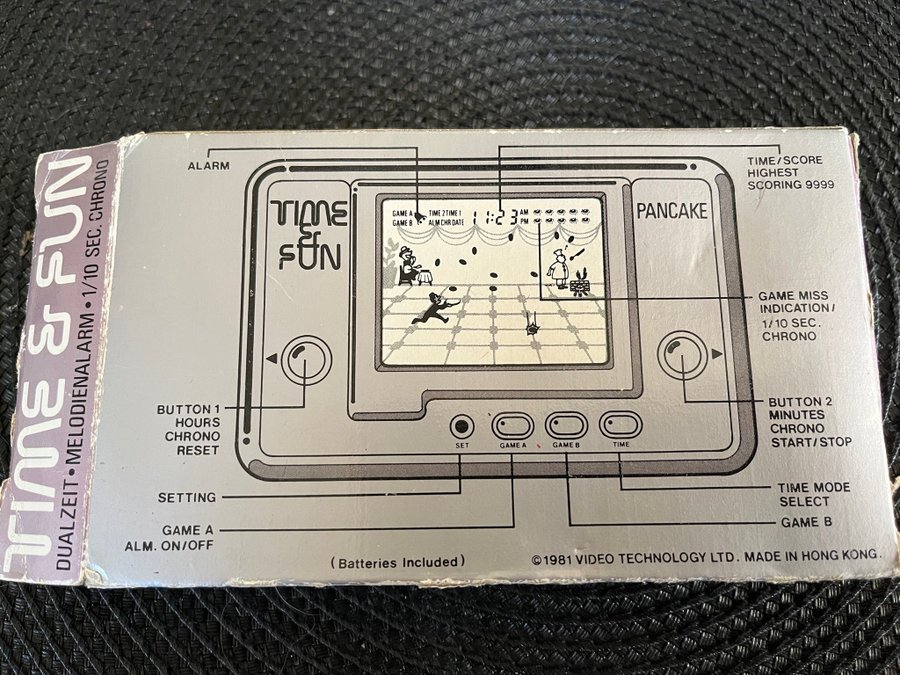 TIME & FUN
DUALZEIT • MELODIENALARM • 1/10 SEC. CHRONO
ALARM
TIME/SCORE
HIGHEST
SCORING 9999
TIME
&
FUN
GAME A
TIME 2 TIME 1
GAME B
ALM CHR DATE
11:23
AM
PM
PANCAKE
GAME MISS
INDICATION/
1/10 SEC.
CHRONO
BUTTON 1
HOURS
CHRONO
RESET
BUTTON 2
MINUTES
CHRONO
START/STOP
SET
GAME A
GAME B
TIME
SETTING
TIME MODE
SELECT
GAME A
ALM. ON/OFF
GAME B
(Batteries Included)
©1981 VIDEO TECHNOLOGY LTD. MADE IN HONG KONG.